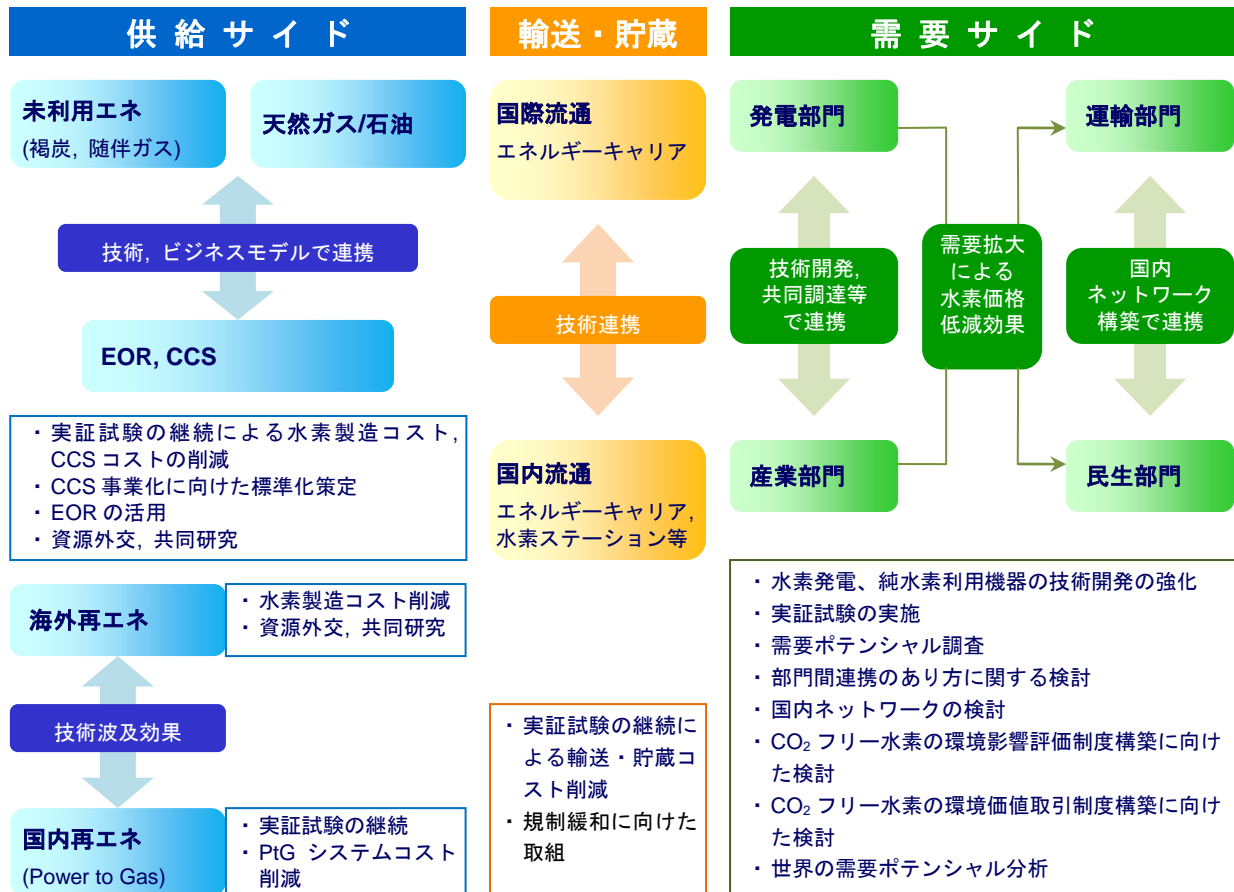 供給サイド
未利用エネ
(褐炭, 随伴ガス)
天然ガス/石油
技術, ビジネスモデルで連携
EOR, CCS
・実証試験の継続による水素製造コスト,
CCS コストの削減
・CCS 事業化に向けた標準化策定
・EOR の活用
・資源外交, 共同研究
海外再エネ
・水素製造コスト削減
・資源外交, 共同研究
技術波及効果
国内再エネ
(Power to Gas)
・実証試験の継続
・PtG システムコスト
削減
輸送・貯蔵
国際流通
エネルギーキャリア
技術連携
国内流通
エネルギーキャリア,
水素ステーション等
・実証試験の継続に
よる輸送・貯蔵コ
スト削減
・規制緩和に向けた
取組
需要サイド
発電部門
運輸部門
技術開発,
共同調達等
で連携
需要拡大
による
水素価格
低減効果
国内
ネットワーク
構築で連携
産業部門
民生部門
・水素発電、純水素利用機器の技術開発の強化
・実証試験の実施
・需要ポテンシャル調査
・部門間連携のあり方に関する検討
・国内ネットワークの検討
・CO₂ フリー水素の環境影響評価制度構築に向け
た検討
・CO₂ フリー水素の環境価値取引制度構築に向け
た検討
・世界の需要ポテンシャル分析